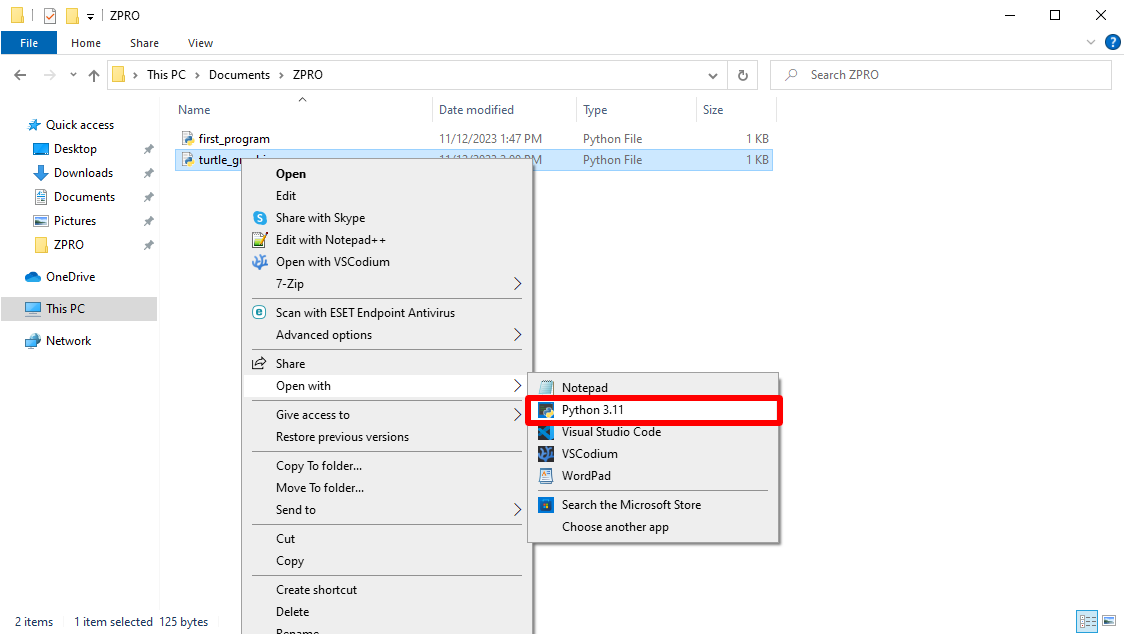 ZPRO
File Home Share View
This PC Documents ZPRO Search ZPRO
Name Date modified Type Size
Quick access
Desktop
Downloads
Documents
Pictures
ZPRO
OneDrive
This PC
Network
first_program 11/12/2023 1:47 PM Python File 1 KB
Python File 1 KB
Open
Edit
Share with Skype
Edit with Notepad++
Open with VSCodium
7-Zip
Scan with ESET Endpoint Antivirus
Advanced options
Share
Open with
Give access to
Restore previous versions
Copy To folder...
Move To folder...
Send to
Cut
Copy
Create shortcut
Delete
Rename
Notepad
Python 3.11
Visual Studio Code
VSCodium
WordPad
Search the Microsoft Store
Choose another app
2 items 1 item selected 125 bytes